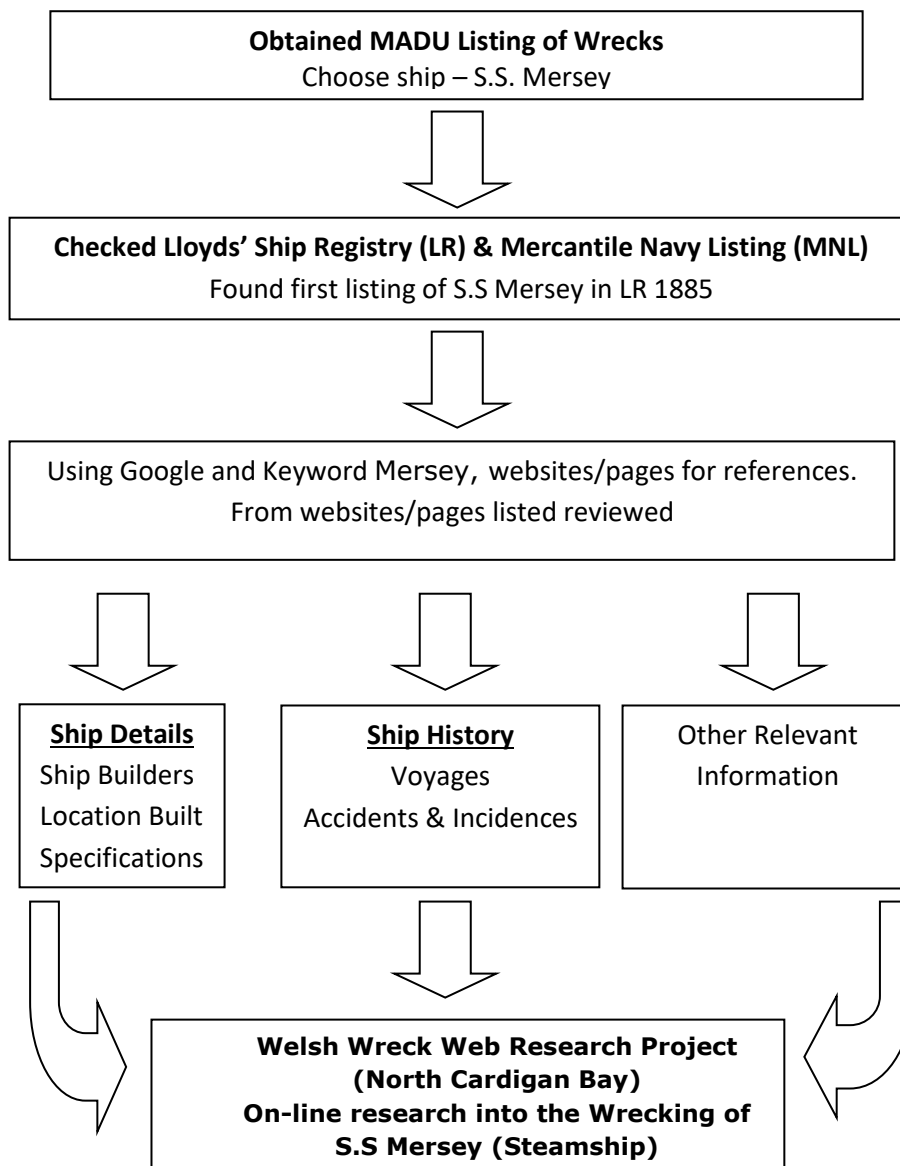 Obtained MADU Listing of Wrecks
Choose ship – S.S. Mersey
Checked Lloyds’ Ship Registry (LR) & Mercantile Navy Listing (MNL)
Found first listing of S.S Mersey in LR 1885
Using Google and Keyword Mersey, websites/pages for references.
From websites/pages listed reviewed
Ship Details
Ship Builders
Location Built
Specifications
Ship History
Voyages
Accidents & Incidences
Other Relevant
Information
Welsh Wreck Web Research Project
(North Cardigan Bay)
On-line research into the Wrecking of
S.S Mersey (Steamship)